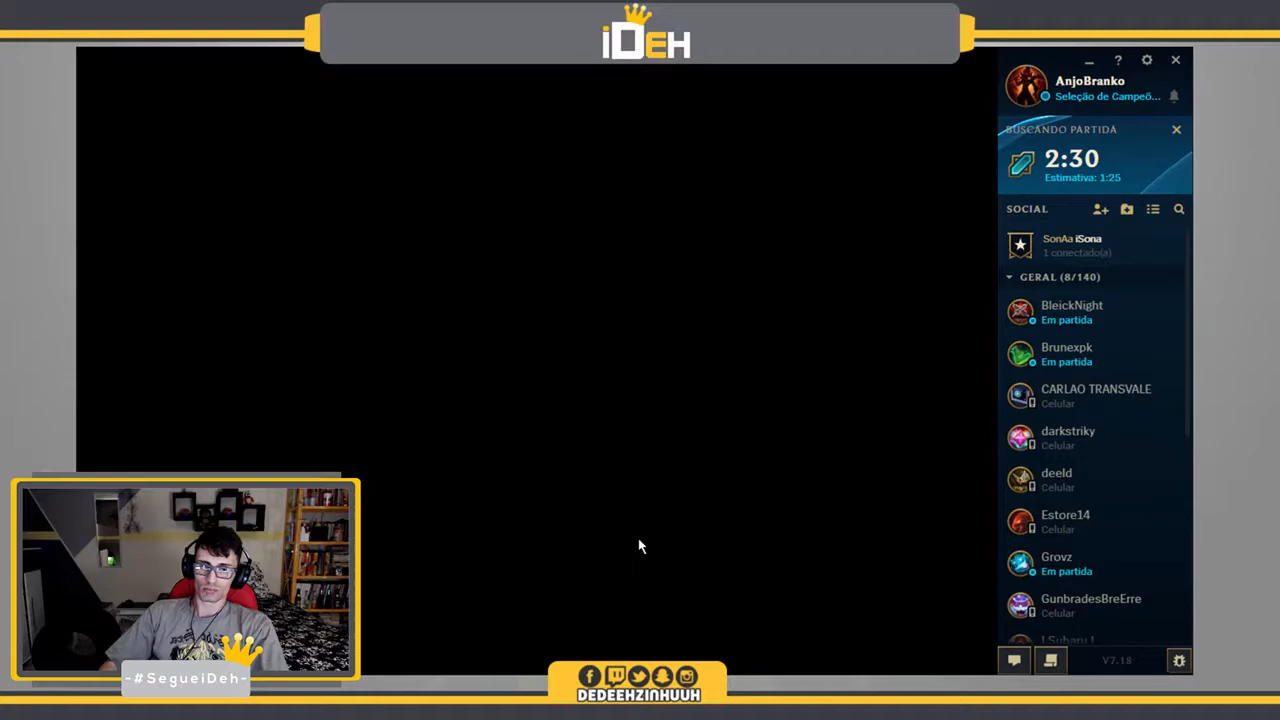 iDEH
AnjoBranko
Seleção de Campeõ...
BUSCANDO PARTIDA
2:30
Estimativa: 1:25
SOCIAL
SonAa iSona
1 conectado(a)
GERAL (8/140)
BleickNight
Em partida
Brunexpk
Em partida
CARLAO TRANSVALE
Celular
darkstriky
Celular
deeld
Celular
Estore14
Celular
Grovz
Em partida
GunbradesBreErre
Celular
V7.18
-#SegueiDeh-
DEDEEHZINHUUH